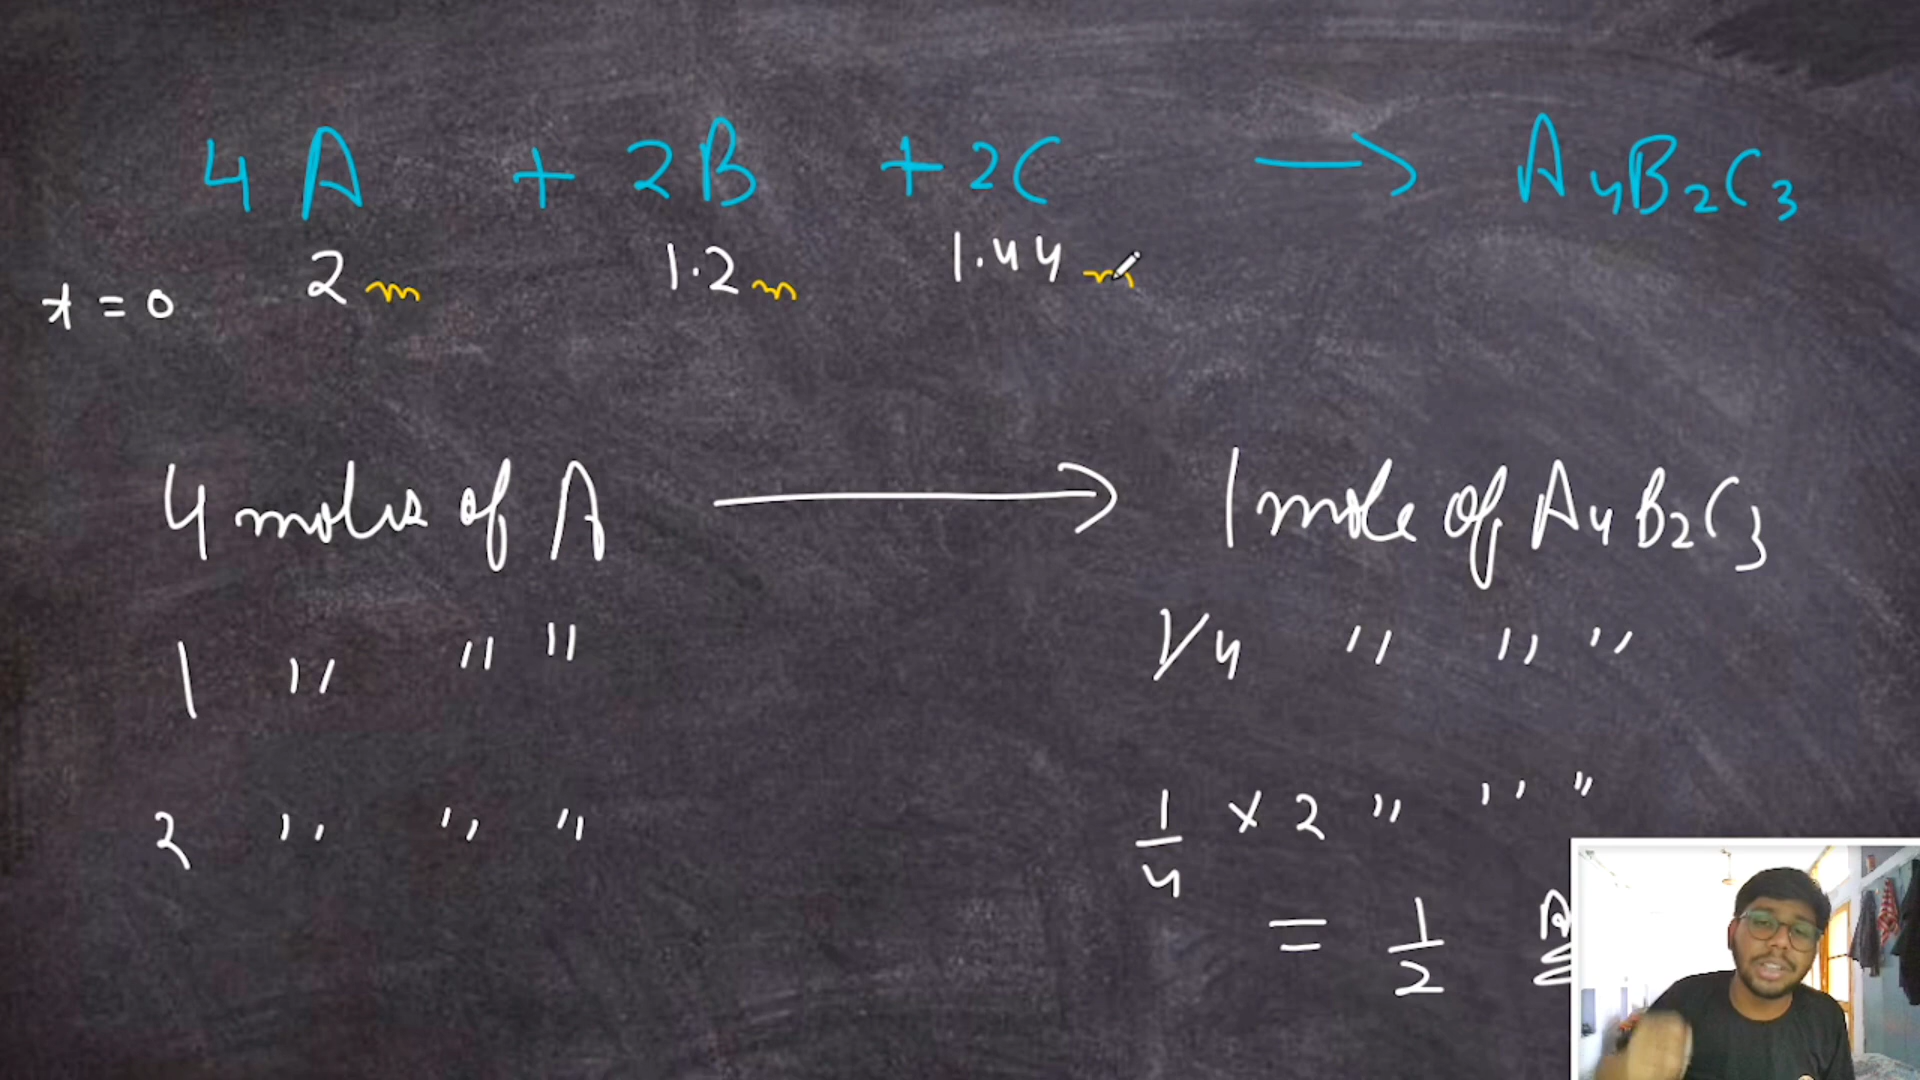 4A + 2B + 2C → A₄B₂C₃
t = 0 2 m 1.2 m 1.44 m
4 moles of A → 1 mole of A₄B₂C₃
1 " " " 1/4 " " "
2 " " " 1/4 × 2 " " "
= 1/2